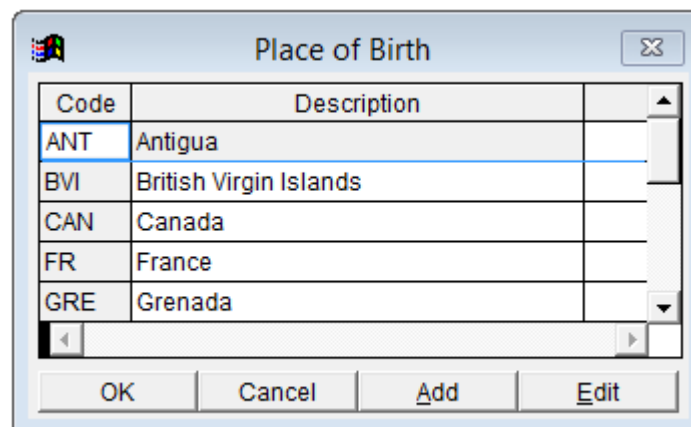 Place of Birth
Code Description
ANT Antigua
BVI British Virgin Islands
CAN Canada
FR France
GRE Grenada
OK Cancel Add Edit